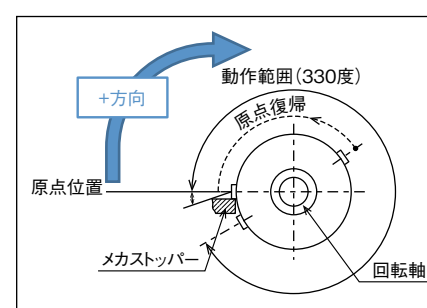 動作範囲(330度)
+方向
原点復帰
原点位置
メカストッパー
回転軸